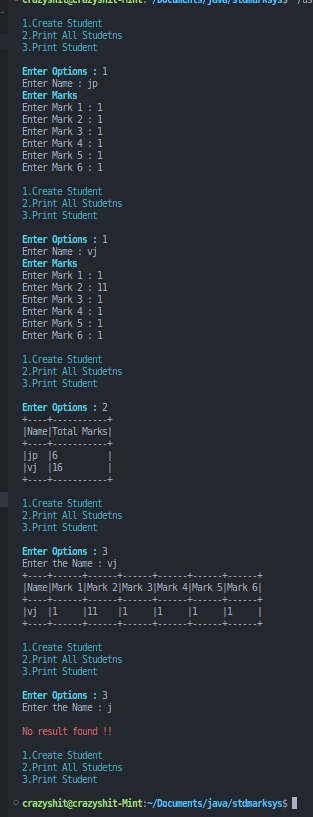 crazyshit@crazyshit-Mint:~/Documents/java/stdmarksys$
1.Create Student
2.Print All Studetns
3.Print Student
Enter Options : 1
Enter Name : jp
Enter Marks
Enter Mark 1 : 1
Enter Mark 2 : 1
Enter Mark 3 : 1
Enter Mark 4 : 1
Enter Mark 5 : 1
Enter Mark 6 : 1
1.Create Student
2.Print All Studetns
3.Print Student
Enter Options : 1
Enter Name : vj
Enter Marks
Enter Mark 1 : 1
Enter Mark 2 : 11
Enter Mark 3 : 1
Enter Mark 4 : 1
Enter Mark 5 : 1
Enter Mark 6 : 1
1.Create Student
2.Print All Studetns
3.Print Student
Enter Options : 2
+----+-----------+
|Name|Total Marks|
+----+-----------+
|jp  |6          |
|vj  |16         |
+----+-----------+
1.Create Student
2.Print All Studetns
3.Print Student
Enter Options : 3
Enter the Name : vj
+----+------+------+------+------+------+------+
|Name|Mark 1|Mark 2|Mark 3|Mark 4|Mark 5|Mark 6|
+----+------+------+------+------+------+------+
|vj  |1     |11    |1     |1     |1     |1     |
+----+------+------+------+------+------+------+
1.Create Student
2.Print All Studetns
3.Print Student
Enter Options : 3
Enter the Name : j
No result found !!
1.Create Student
2.Print All Studetns
3.Print Student
crazyshit@crazyshit-Mint:~/Documents/java/stdmarksys$